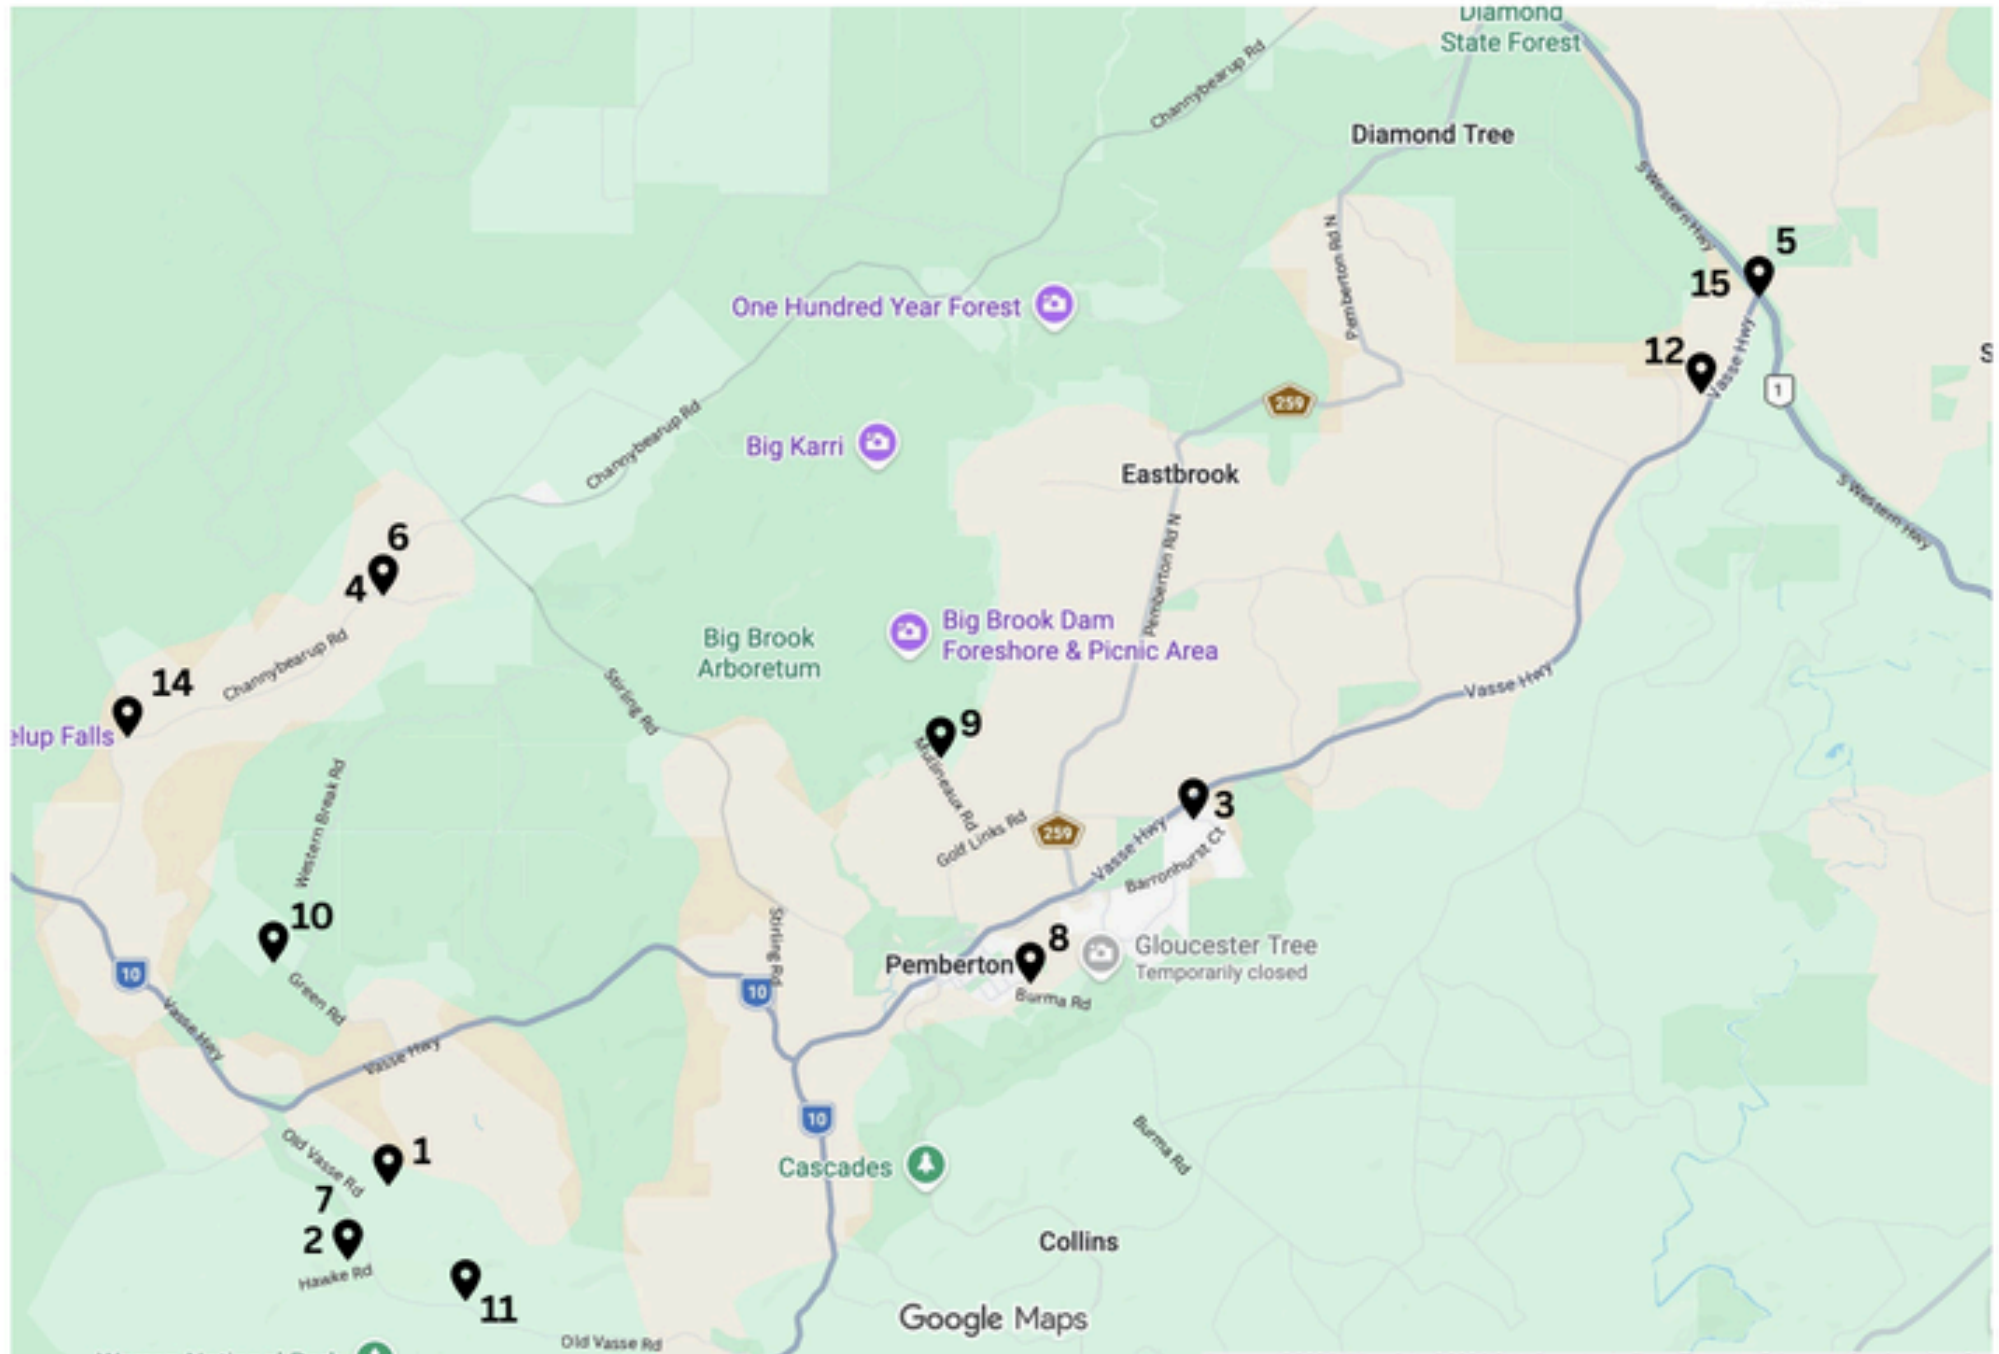 Diamond
State Forest
Channybearup Rd
Diamond Tree
S Western Hwy
5
15
Pemberton Rd N
One Hundred Year Forest
12
Vasse Hwy
S
1
259
Channybearup Rd
Big Karri
Eastbrook
S Western Hwy
6
4
Pemberton Rd N
Big Brook Dam
Foreshore & Picnic Area
Big Brook
Arboretum
Channybearup Rd
14
Stirling Rd
Vasse Hwy
elup Falls
9
Mullineaux Rd
Western Break Rd
3
Golf Links Rd
259
Vasse Hwy
Barronhurst Ct
10
Stirling Rd
8
Gloucester Tree
Temporarily closed
Pemberton
10
Green Rd
10
Burma Rd
Vasse Hwy
Vasse Hwy
10
Old Vasse Rd
1
Burma Rd
Cascades
7
2
Collins
Hawke Rd
11
Google Maps
Old Vasse Rd